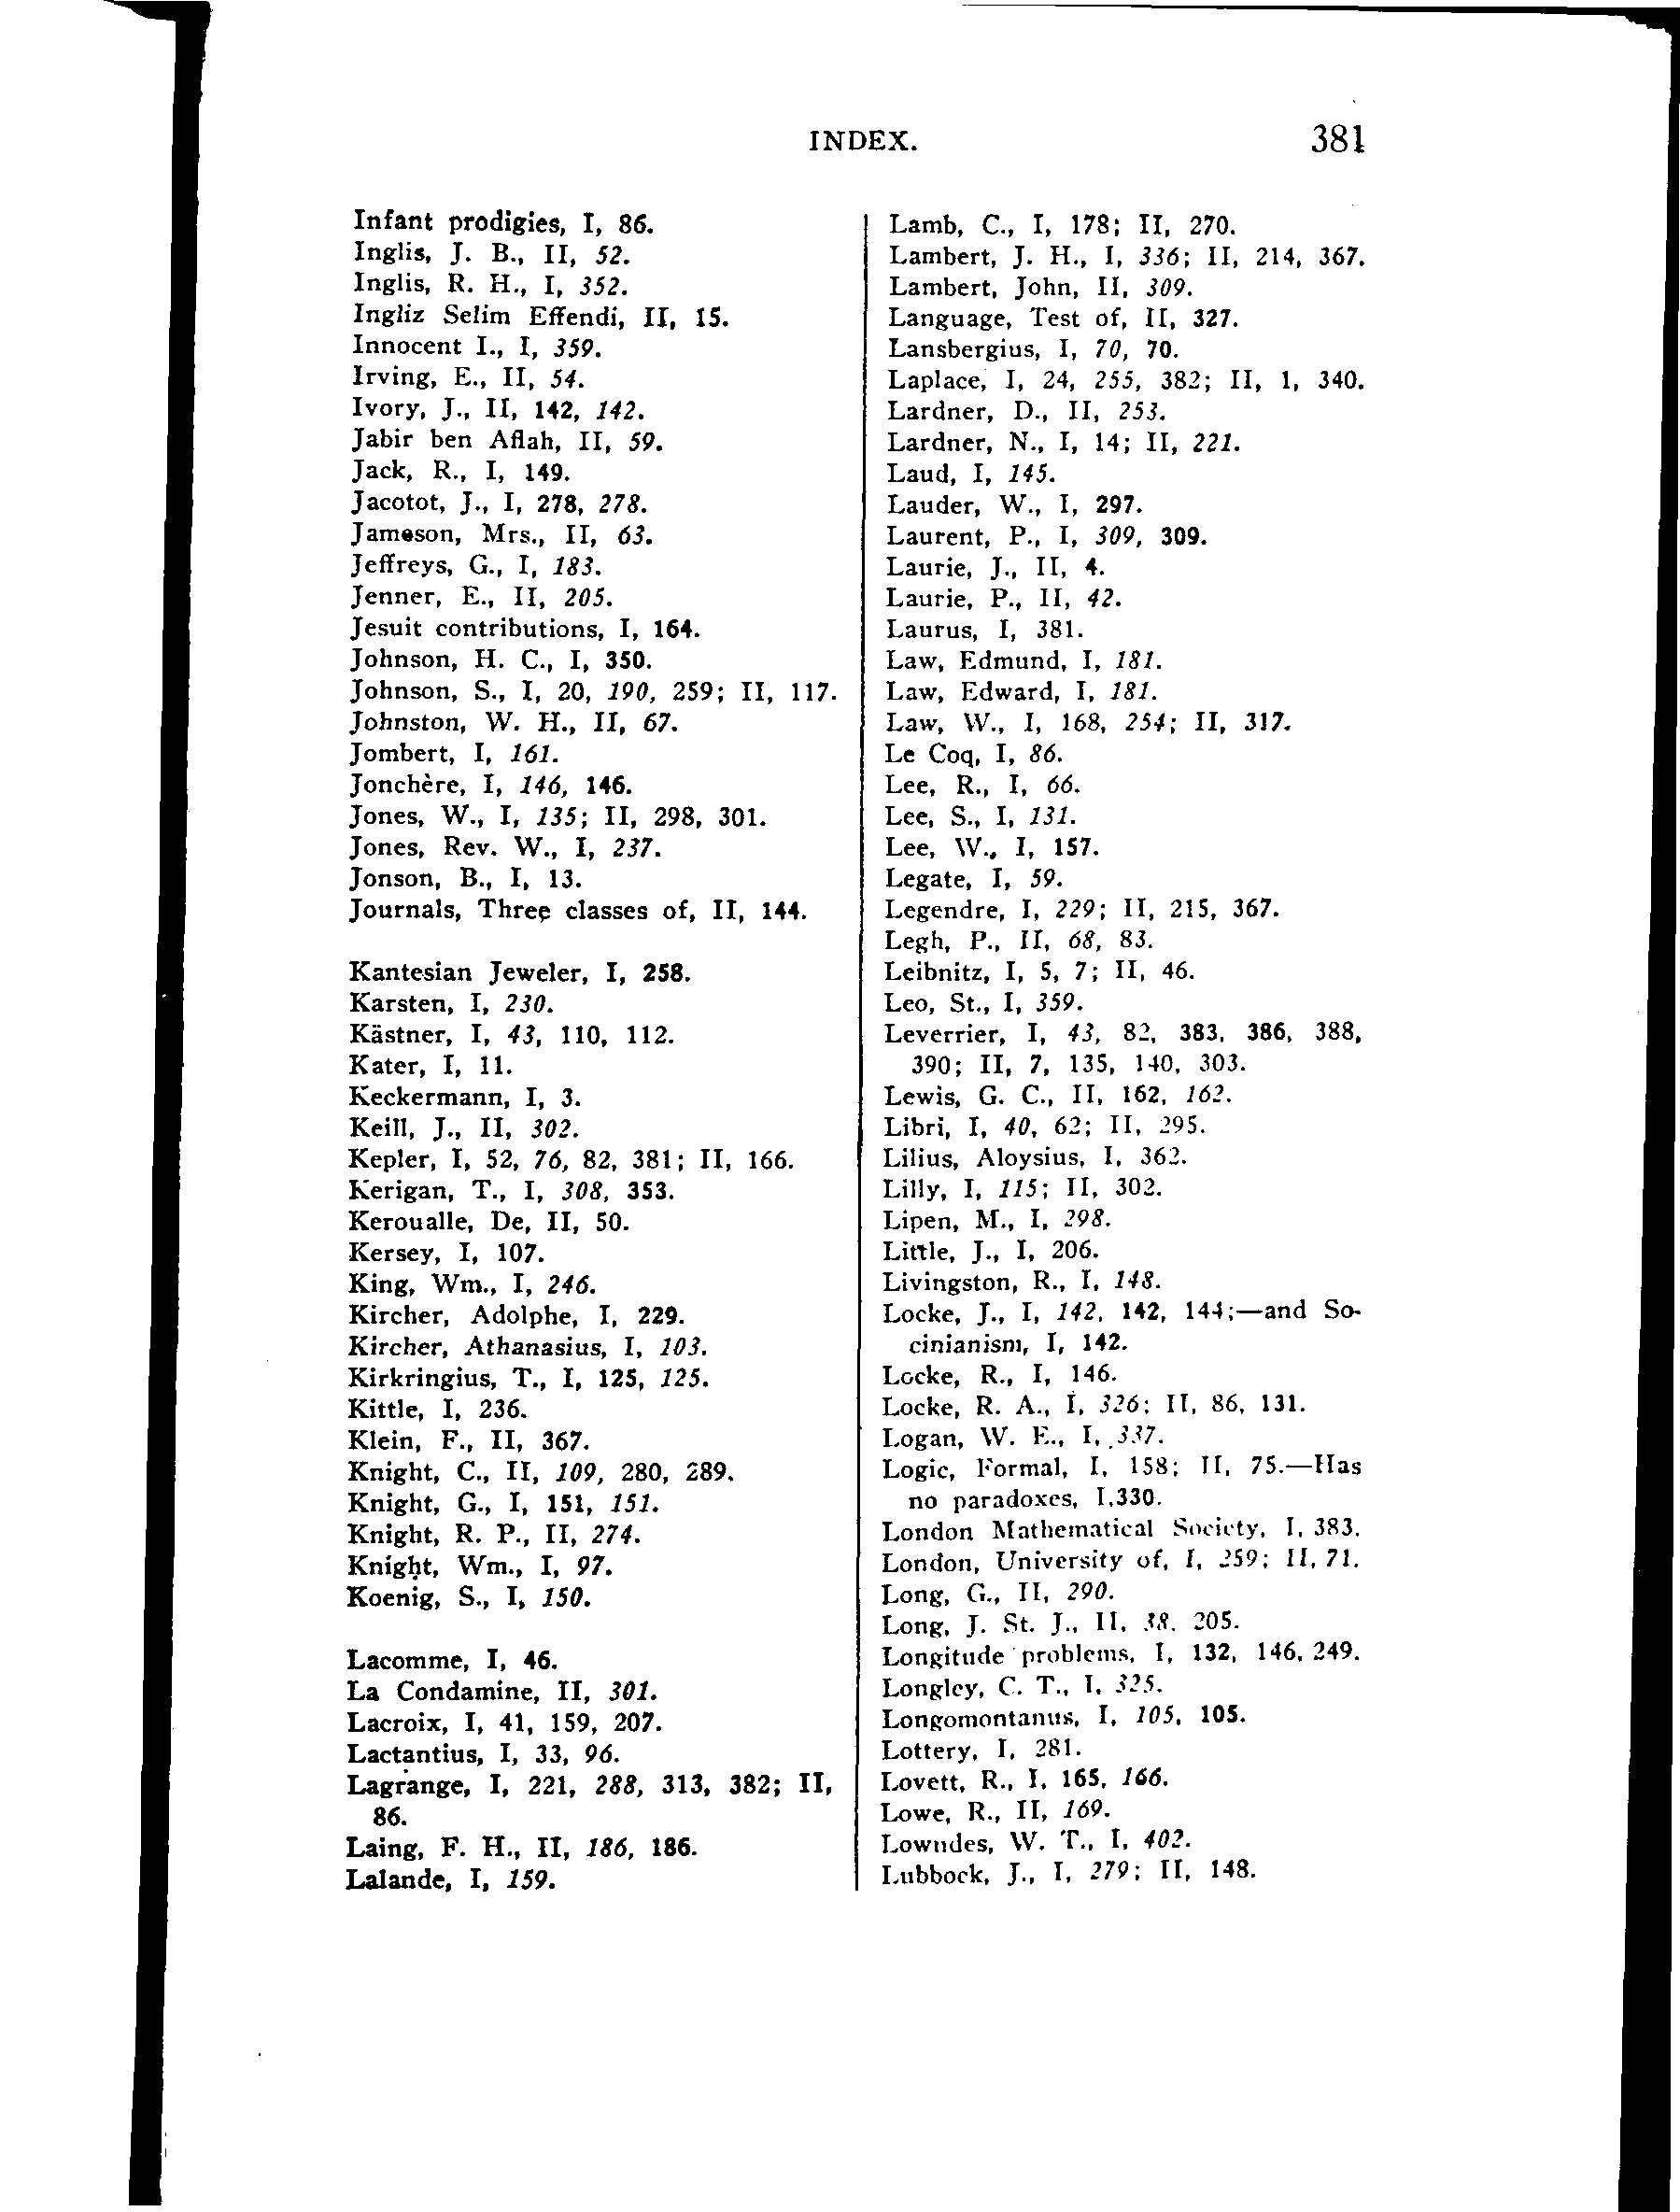 INDEX. 381
Infant prodigies, I, 86.
Inglis, J. B., II, 52.
Inglis, R. H., I, 352.
Ingliz Selim Effendi, II, 15.
Innocent I., I, 359.
Irving, E., II, 54.
Ivory, J., II, 142, 142.
Jabir ben Aflah, II, 59.
Jack, R., I, 149.
Jacotot, J., I, 278, 278.
Jameson, Mrs., II, 63.
Jeffreys, G., I, 183.
Jenner, E., II, 205.
Jesuit contributions, I, 164.
Johnson, H. C., I, 350.
Johnson, S., I, 20, 190, 259; II, 117.
Johnston, W. H., II, 67.
Jombert, I, 161.
Jonchère, I, 146, 146.
Jones, W., I, 135; II, 298, 301.
Jones, Rev. W., I, 237.
Jonson, B., I, 13.
Journals, Three classes of, II, 144.
Kantesian Jeweler, I, 258.
Karsten, I, 230.
Kästner, I, 43, 110, 112.
Kater, I, 11.
Keckermann, I, 3.
Keill, J., II, 302.
Kepler, I, 52, 76, 82, 381; II, 166.
Kerigan, T., I, 308, 353.
Keroualle, De, II, 50.
Kersey, I, 107.
King, Wm., I, 246.
Kircher, Adolphe, I, 229.
Kircher, Athanasius, I, 103.
Kirkringius, T., I, 125, 125.
Kittle, I, 236.
Klein, F., II, 367.
Knight, C., II, 109, 280, 289.
Knight, G., I, 151, 151.
Knight, R. P., II, 274.
Knight, Wm., I, 97.
Koenig, S., I, 150.
Lacomme, I, 46.
La Condamine, II, 301.
Lacroix, I, 41, 159, 207.
Lactantius, I, 33, 96.
Lagrange, I, 221, 288, 313, 382; II,
86.
Laing, F. H., II, 186, 186.
Lalande, I, 159.
Lamb, C., I, 178; II, 270.
Lambert, J. H., I, 336; II, 214, 367.
Lambert, John, II, 309.
Language, Test of, II, 327.
Lansbergius, I, 70, 70.
Laplace, I, 24, 255, 382; II, 1, 340.
Lardner, D., II, 253.
Lardner, N., I, 14; II, 221.
Laud, I, 145.
Lauder, W., I, 297.
Laurent, P., I, 309, 309.
Laurie, J., II, 4.
Laurie, P., II, 42.
Laurus, I, 381.
Law, Edmund, I, 181.
Law, Edward, I, 181.
Law, W., I, 168, 254; II, 317.
Le Coq, I, 86.
Lee, R., I, 66.
Lee, S., I, 131.
Lee, W., I, 157.
Legate, I, 59.
Legendre, I, 229; II, 215, 367.
Legh, P., II, 68, 83.
Leibnitz, I, 5, 7; II, 46.
Leo, St., I, 359.
Leverrier, I, 43, 82, 383, 386, 388,
390; II, 7, 135, 140, 303.
Lewis, G. C., II, 162, 162.
Libri, I, 40, 62; II, 295.
Lilius, Aloysius, I, 362.
Lilly, I, 115; II, 302.
Lipen, M., I, 298.
Little, J., I, 206.
Livingston, R., I, 148.
Locke, J., I, 142, 142, 144;—and So-
cinianism, I, 142.
Locke, R., I, 146.
Locke, R. A., I, 326; II, 86, 131.
Logan, W. E., I, 337.
Logic, Formal, I, 158; II, 75.—Has
no paradoxes, I,330.
London Mathematical Society, I, 383.
London, University of, I, 259; II, 71.
Long, G., II, 290.
Long, J. St. J., II, 38, 205.
Longitude problems, I, 132, 146, 249.
Longley, C. T., I, 325.
Longomontanus, I, 105, 105.
Lottery, I, 281.
Lovett, R., I, 165, 166.
Lowe, R., II, 169.
Lowndes, W. T., I, 402.
Lubbock, J., I, 279; II, 148.